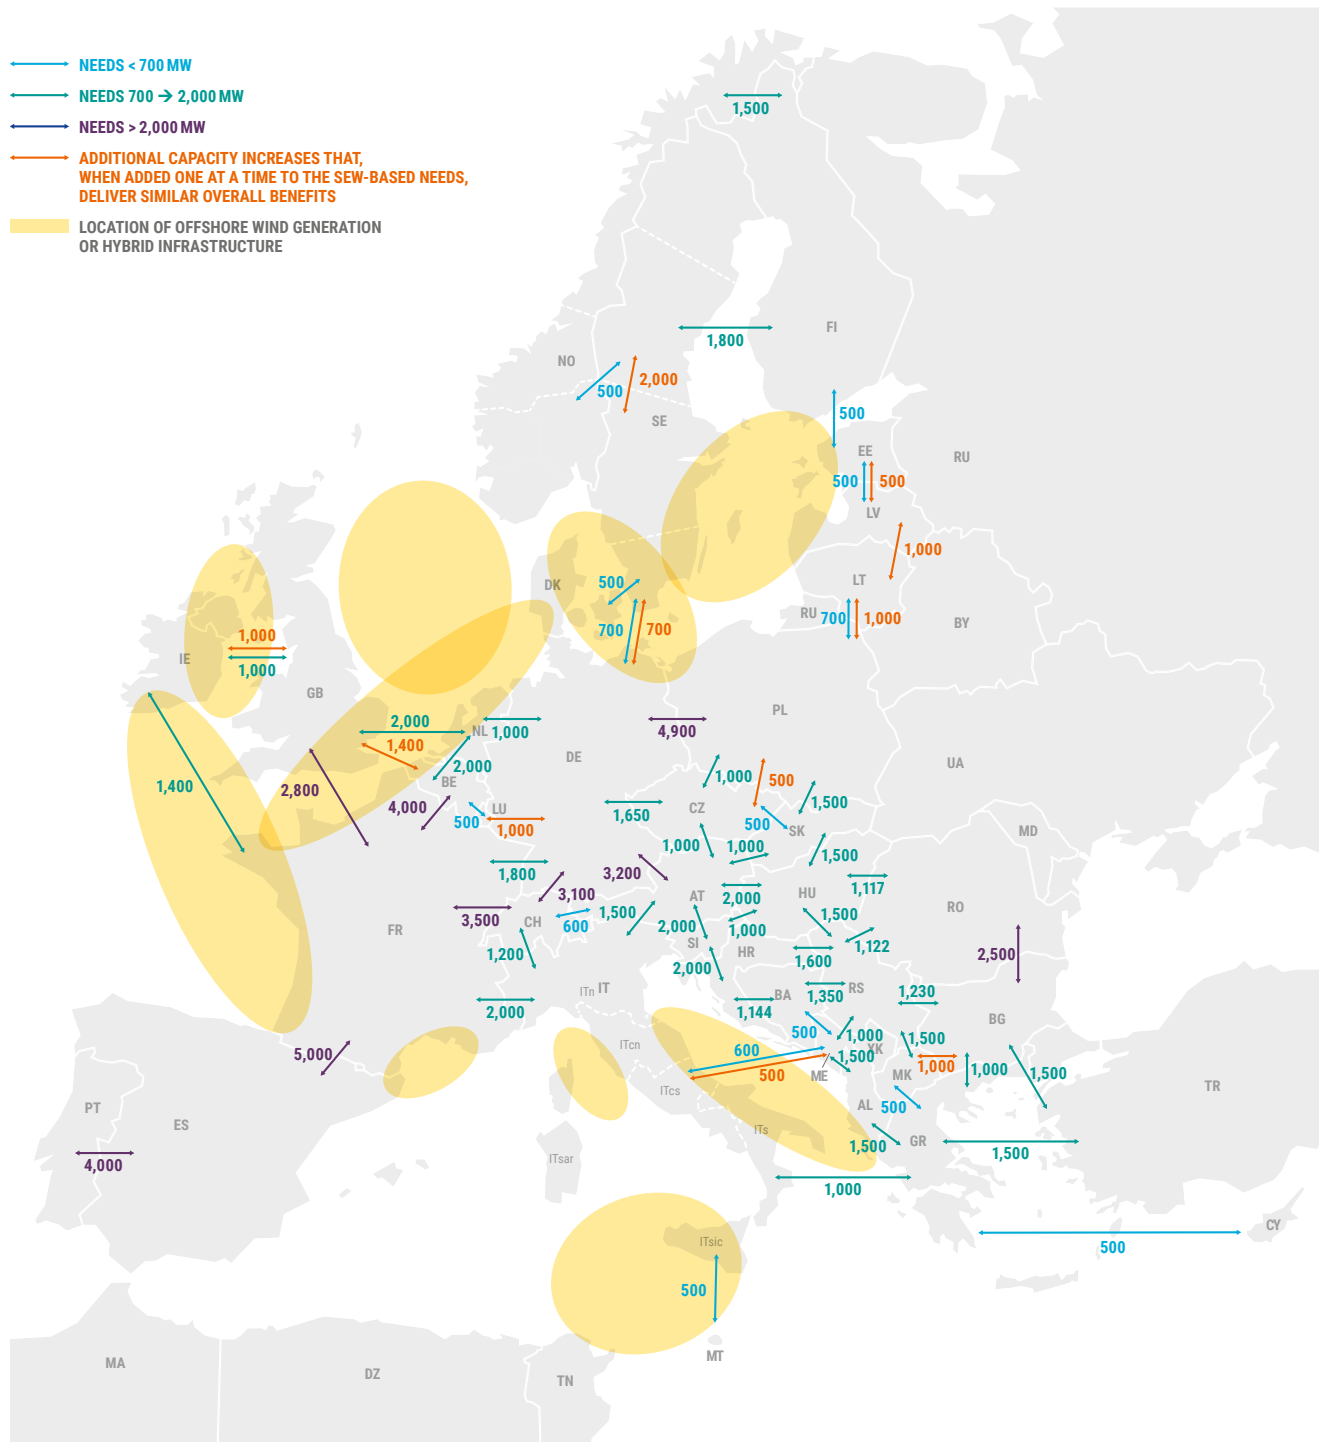 NEEDS < 700 MW
NEEDS 700 → 2,000 MW
NEEDS > 2,000 MW
ADDITIONAL CAPACITY INCREASES THAT,
WHEN ADDED ONE AT A TIME TO THE SEW-BASED NEEDS,
DELIVER SIMILAR OVERALL BENEFITS
LOCATION OF OFFSHORE WIND GENERATION
OR HYBRID INFRASTRUCTURE
1,500
FI
1,800
NO
2,000
500
500
SE
EE
RU
500
500
LV
1,000
LT
500
DK
RU
700
1,000
BY
700
700
1,000
IE
1,000
GB
PL
2,000
NL
1,000
4,900
1,400
DE
UA
2,000
1,000
500
BE
1,400
2,800
4,000
LU
500
1,000
1,650
CZ
1,500
500
SK
MD
1,000
1,000
1,500
1,800
3,200
3,100
1,117
AT
HU
2,000
RO
3,500
CH
600
1,500
2,000
1,000
1,500
FR
SI
HR
1,122
1,200
2,000
1,600
2,500
ITn
IT
BA
1,350
RS
1,230
2,000
1,144
BG
500
1,000
1,500
ITcn
XK
5,000
600
1,500
1,000
1,000
1,500
500
ME
MK
ITcs
TR
PT
AL
500
ES
ITs
GR
1,500
1,500
ITsar
4,000
1,000
CY
ITsic
500
500
MT
MA
DZ
TN